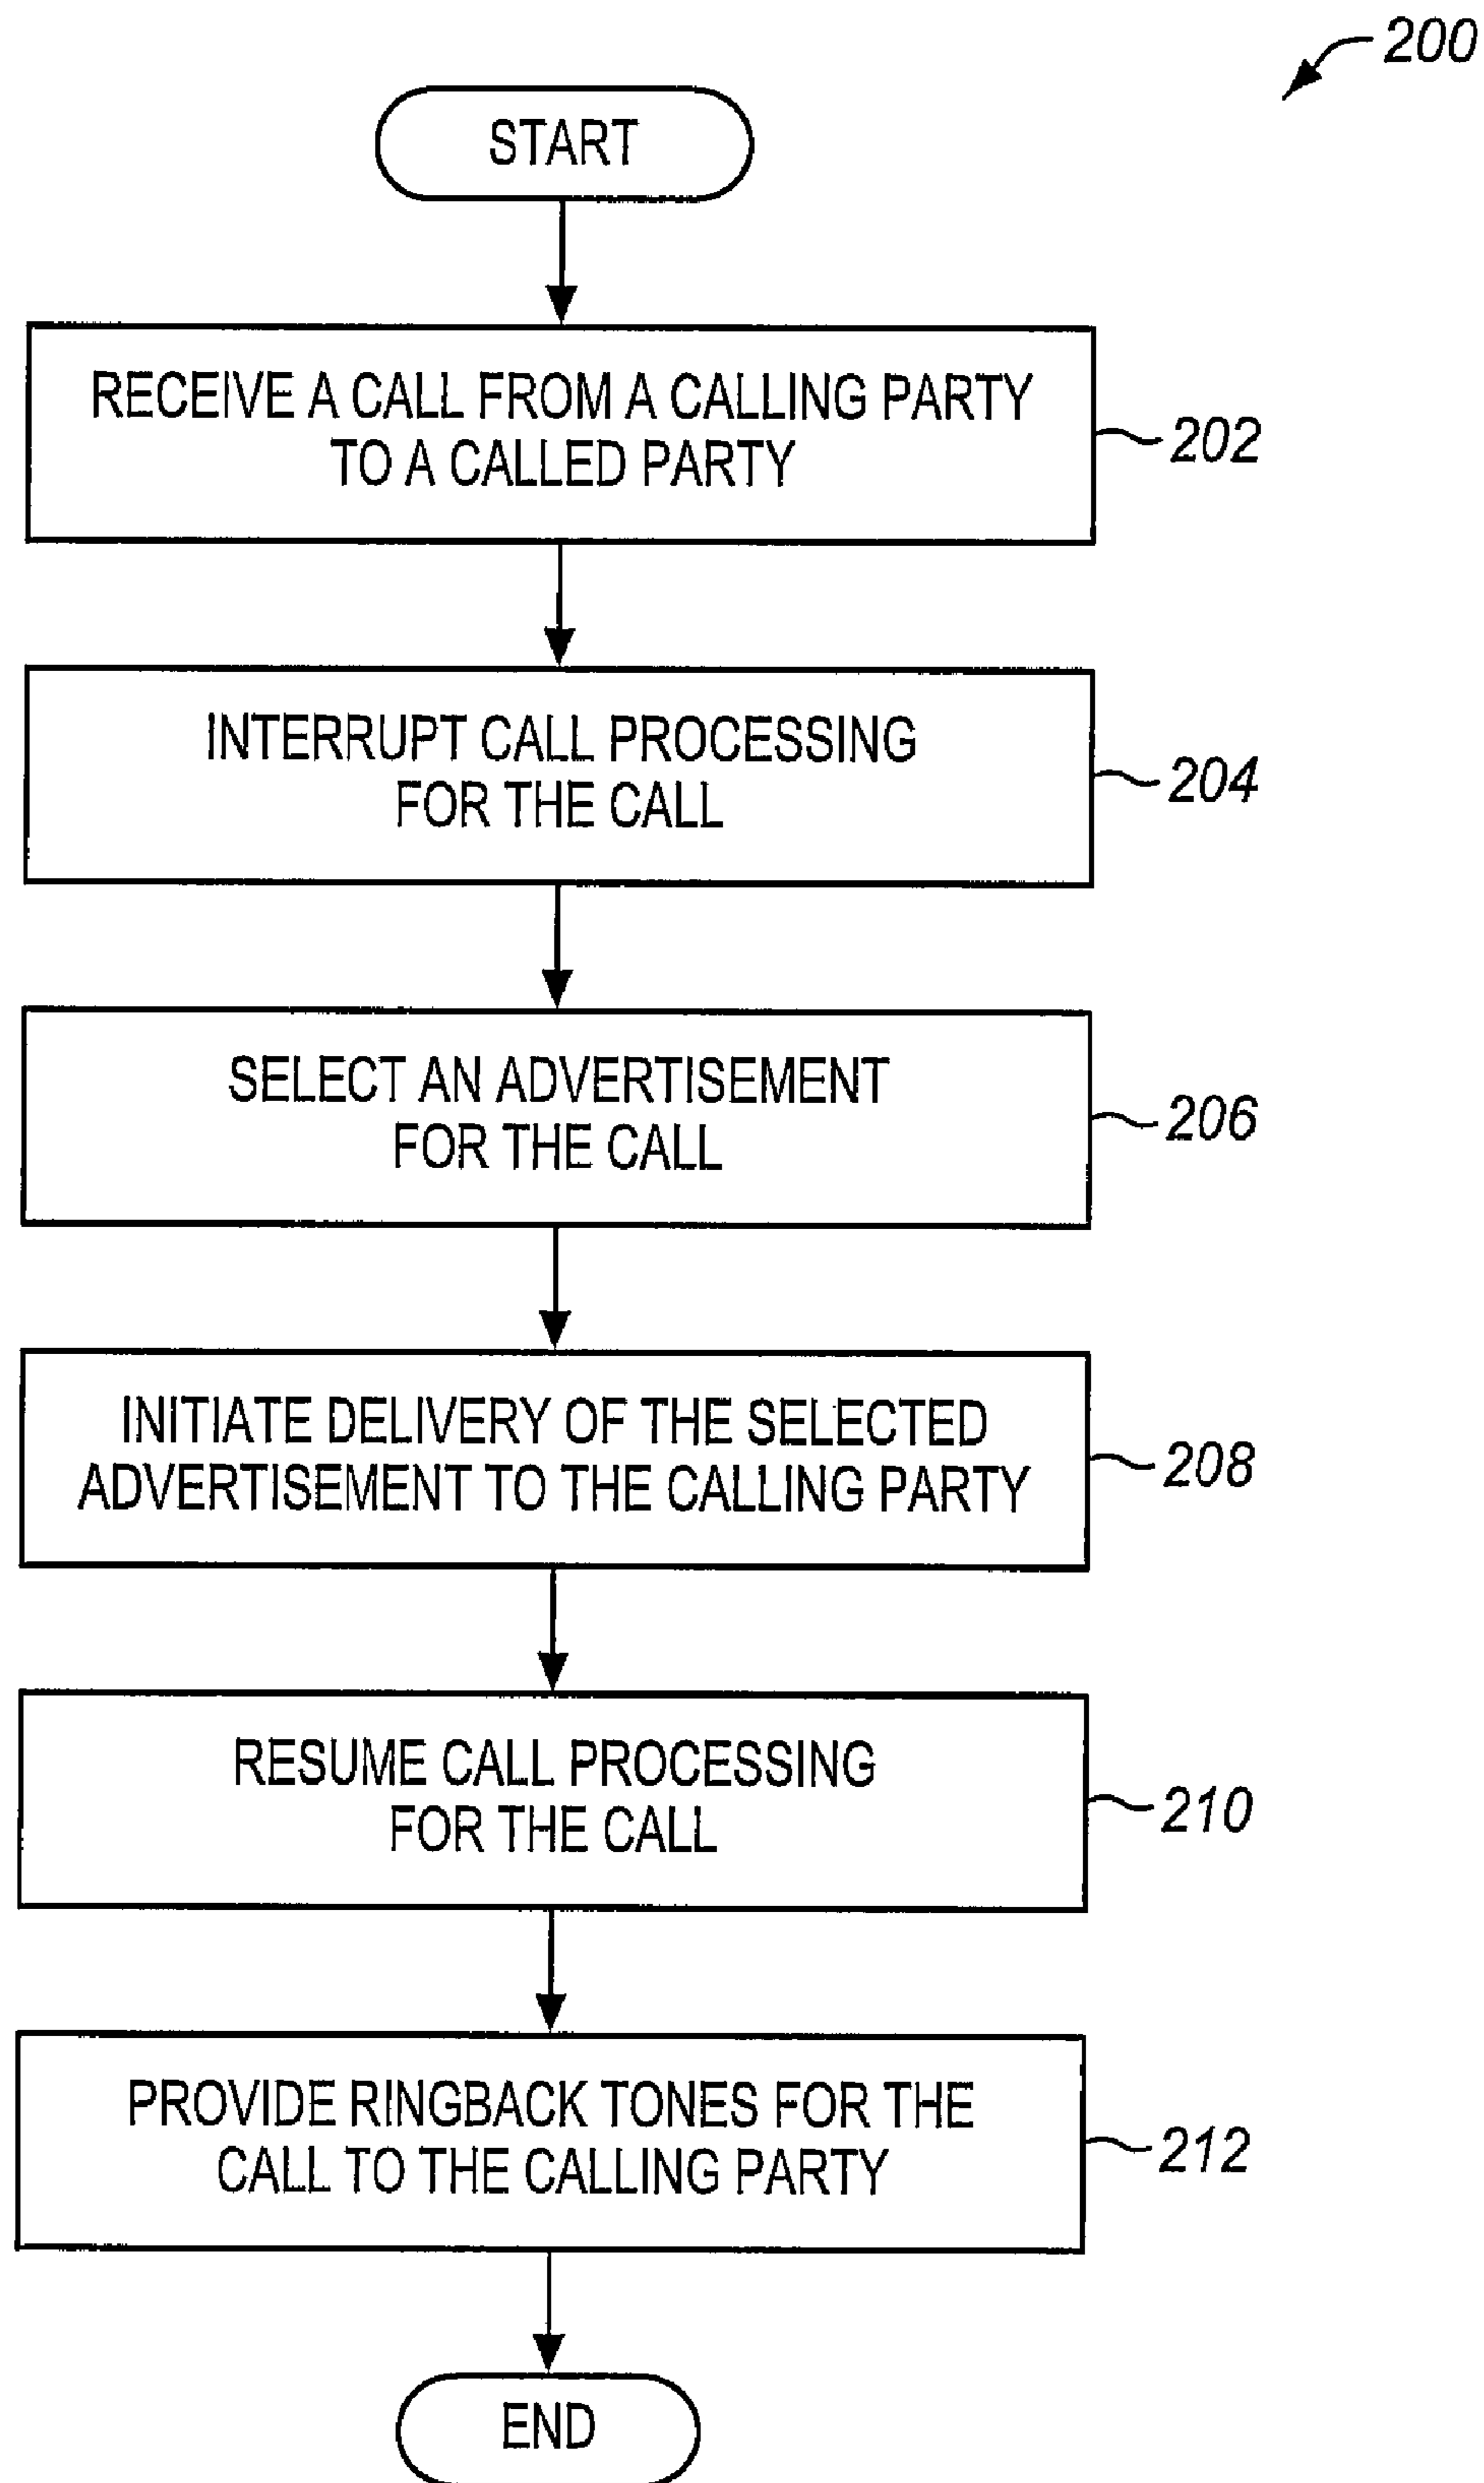 200
START
RECEIVE A CALL FROM A CALLING PARTY
TO A CALLED PARTY
202
INTERRUPT CALL PROCESSING
FOR THE CALL
204
SELECT AN ADVERTISEMENT
FOR THE CALL
206
INITIATE DELIVERY OF THE SELECTED
ADVERTISEMENT TO THE CALLING PARTY
208
RESUME CALL PROCESSING
FOR THE CALL
210
PROVIDE RINGBACK TONES FOR THE
CALL TO THE CALLING PARTY
212
END